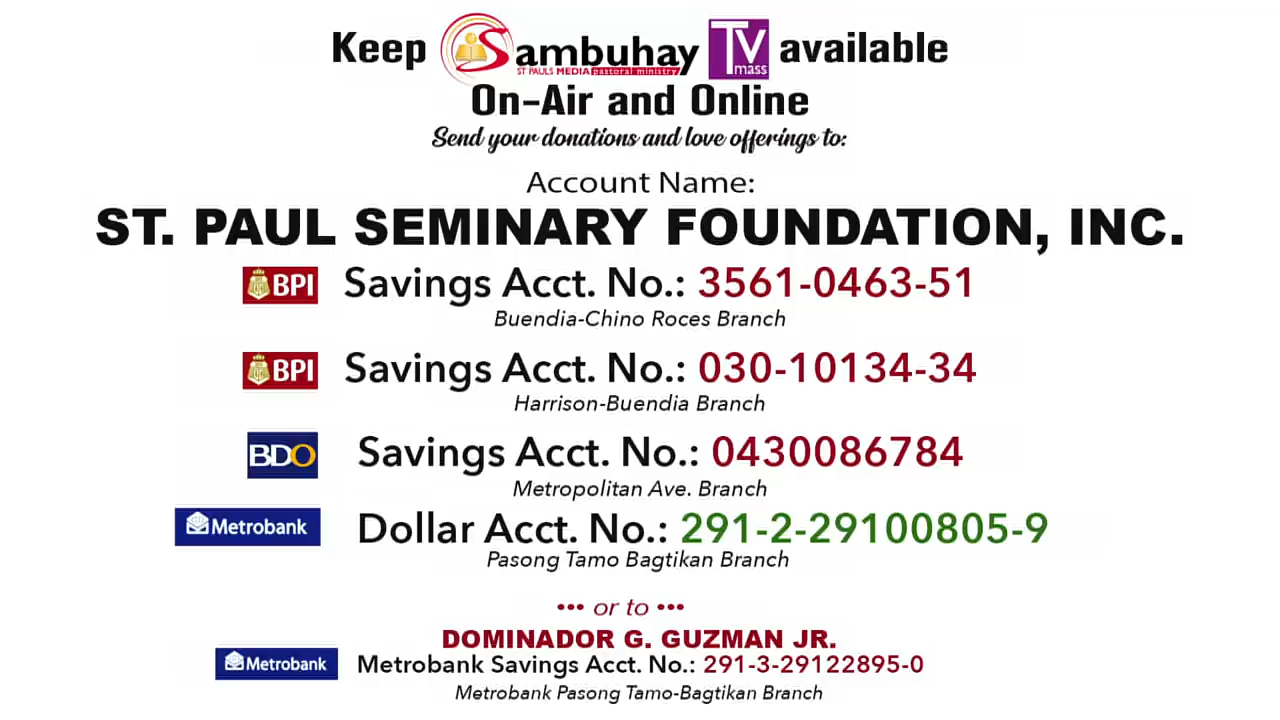 Keep Sambuhay TV mass available
ST PAULS MEDIA pastoral ministry
On-Air and Online
Send your donations and love offerings to:
Account Name:
ST. PAUL SEMINARY FOUNDATION, INC.
BPI Savings Acct. No.: 3561-0463-51
Buendia-Chino Roces Branch
BPI Savings Acct. No.: 030-10134-34
Harrison-Buendia Branch
BDO Savings Acct. No.: 0430086784
Metropolitan Ave. Branch
Metrobank Dollar Acct. No.: 291-2-29100805-9
Pasong Tamo Bagtikan Branch
••• or to •••
DOMINADOR G. GUZMAN JR.
Metrobank Metrobank Savings Acct. No.: 291-3-29122895-0
Metrobank Pasong Tamo-Bagtikan Branch